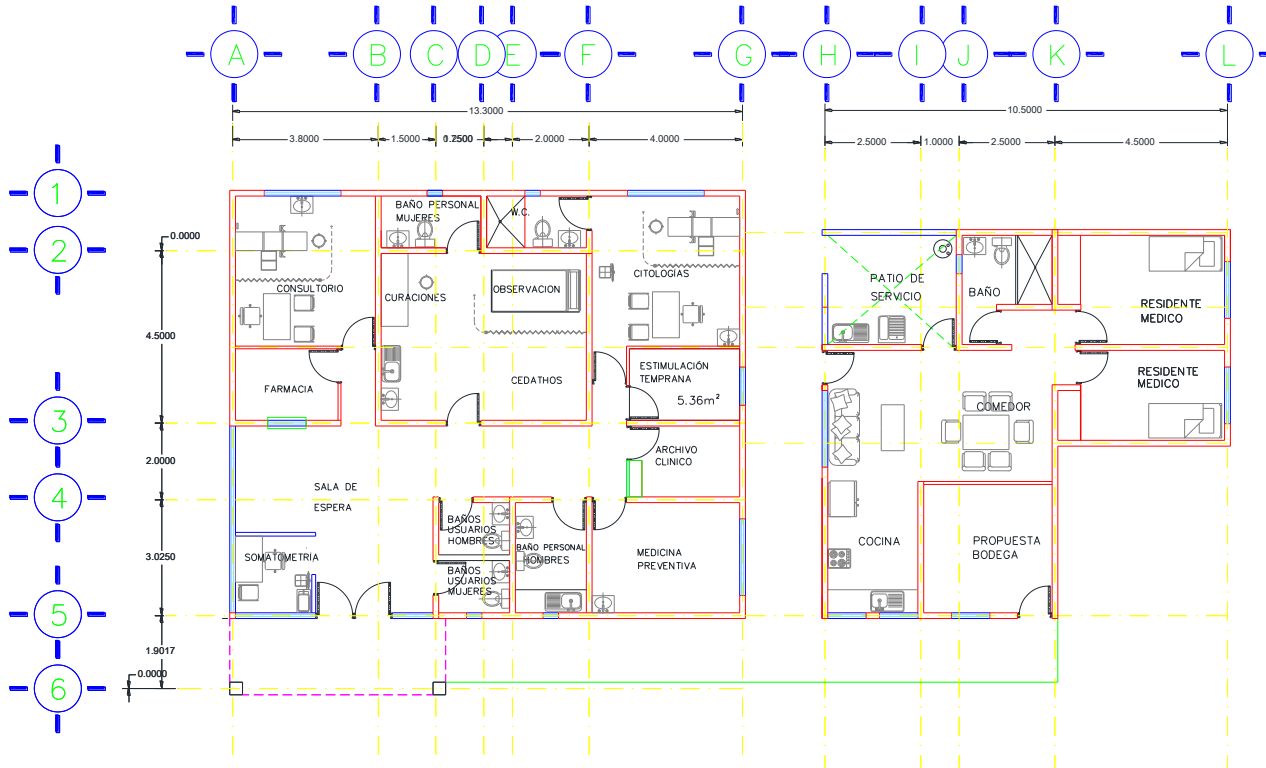 A B C D E F G H I J K L
13.3000 10.5000
3.8000 1.5000 2.0000 4.0000 2.5000 1.0000 2.5000 4.5000
1
2
3
4
5
6
0.0000
4.5000
2.0000
3.0250
1.9017
0.0000
BAÑO PERSONAL
MUJERES
W.C.
CONSULTORIO
CURACIONES
OBSERVACION
CITOLOGÍAS
FARMACIA
CEDATHOS
ESTIMULACIÓN
TEMPRANA
5.36m²
ARCHIVO
CLINICO
SALA DE
ESPERA
SOMATOMETRIA
BAÑOS
USUARIOS
HOMBRES
BAÑOS
USUARIOS
MUJERES
BAÑO PERSONAL
HOMBRES
MEDICINA
PREVENTIVA
PATIO DE
SERVICIO
BAÑO
RESIDENTE
MEDICO
RESIDENTE
MEDICO
COMEDOR
COCINA
PROPUESTA
BODEGA